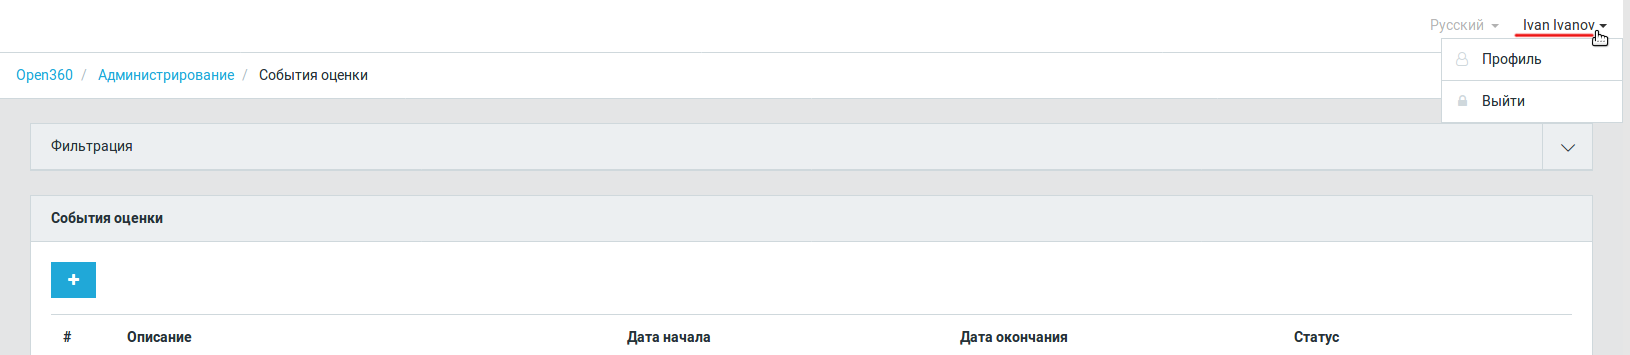 Русский Ivan Ivanov
Open360 / Администрирование / События оценки
Профиль
Выйти
Фильтрация
События оценки
+
# Описание Дата начала Дата окончания Статус